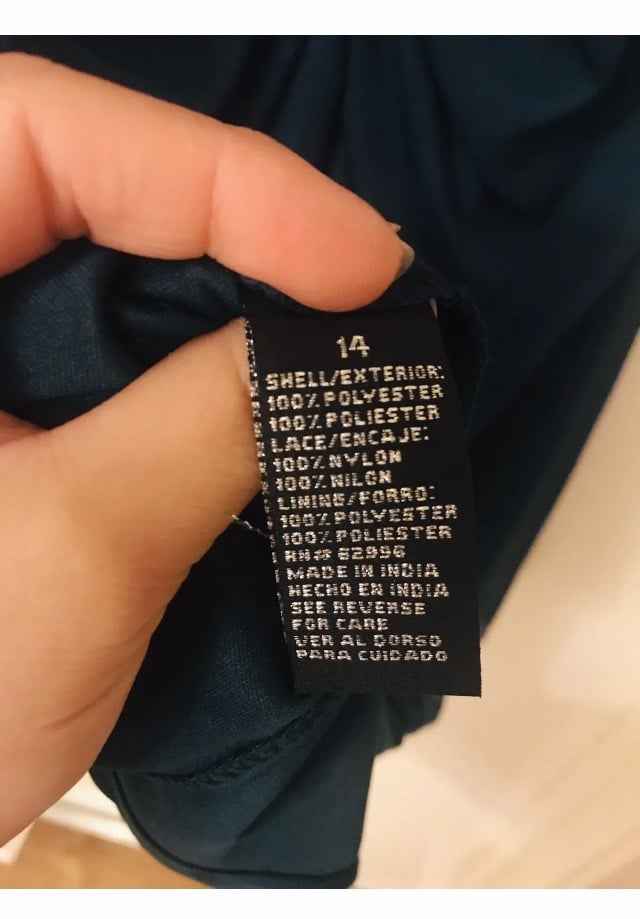 14
SHELL/EXTERIOR:
100% POLYESTER
100% POLIESTER
LACE/ENCAJE:
100% NYLON
100% NILON
LINING/FORRO:
100% POLYESTER
100% POLIESTER
RN# 62996
MADE IN INDIA
HECHO EN INDIA
SEE REVERSE
FOR CARE
VER AL DORSO
PARA CUIDADO